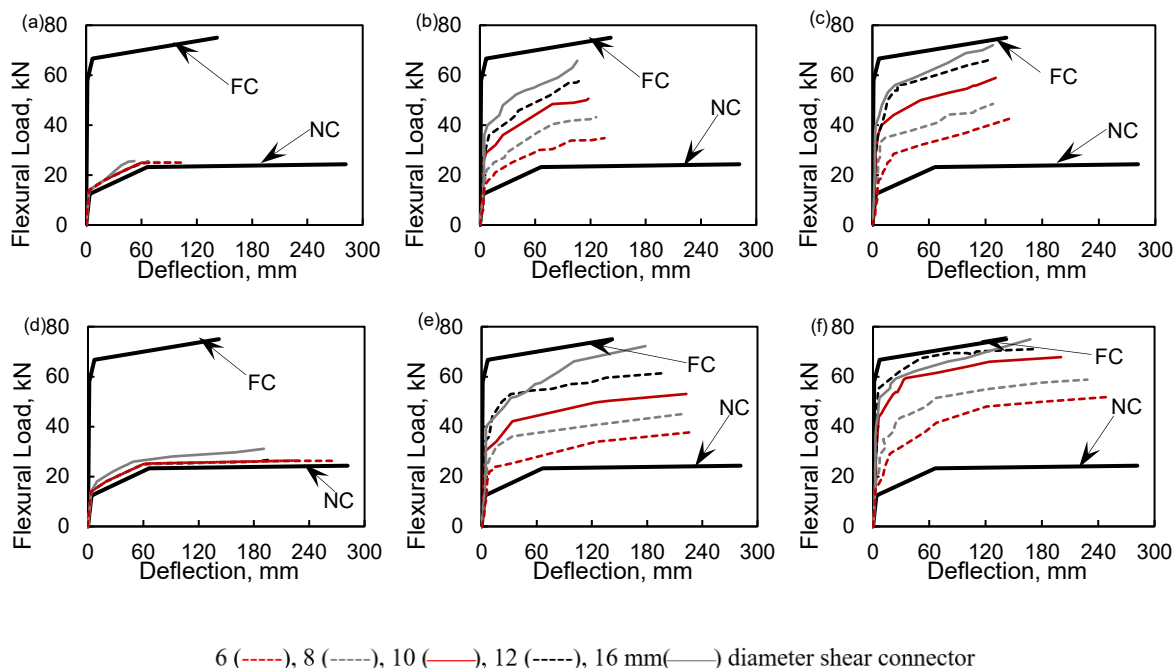 (a)
80
60
40
20
0
Flexural Load, kN
FC
NC
0 60 120 180 240 300
Deflection, mm
(b)
80
60
40
20
0
Flexural Load, kN
FC
NC
0 60 120 180 240 300
Deflection, mm
(c)
80
60
40
20
0
Flexural Load, kN
FC
NC
0 60 120 180 240 300
Deflection, mm
(d)
80
60
40
20
0
Flexural Load, kN
FC
NC
0 60 120 180 240 300
Deflection, mm
(e)
80
60
40
20
0
Flexural Load, kN
FC
NC
0 60 120 180 240 300
Deflection, mm
(f)
80
60
40
20
0
Flexural Load, kN
FC
NC
0 60 120 180 240 300
Deflection, mm
6 (-----), 8 (-----), 10 (——), 12 (-----), 16 mm(——) diameter shear connector